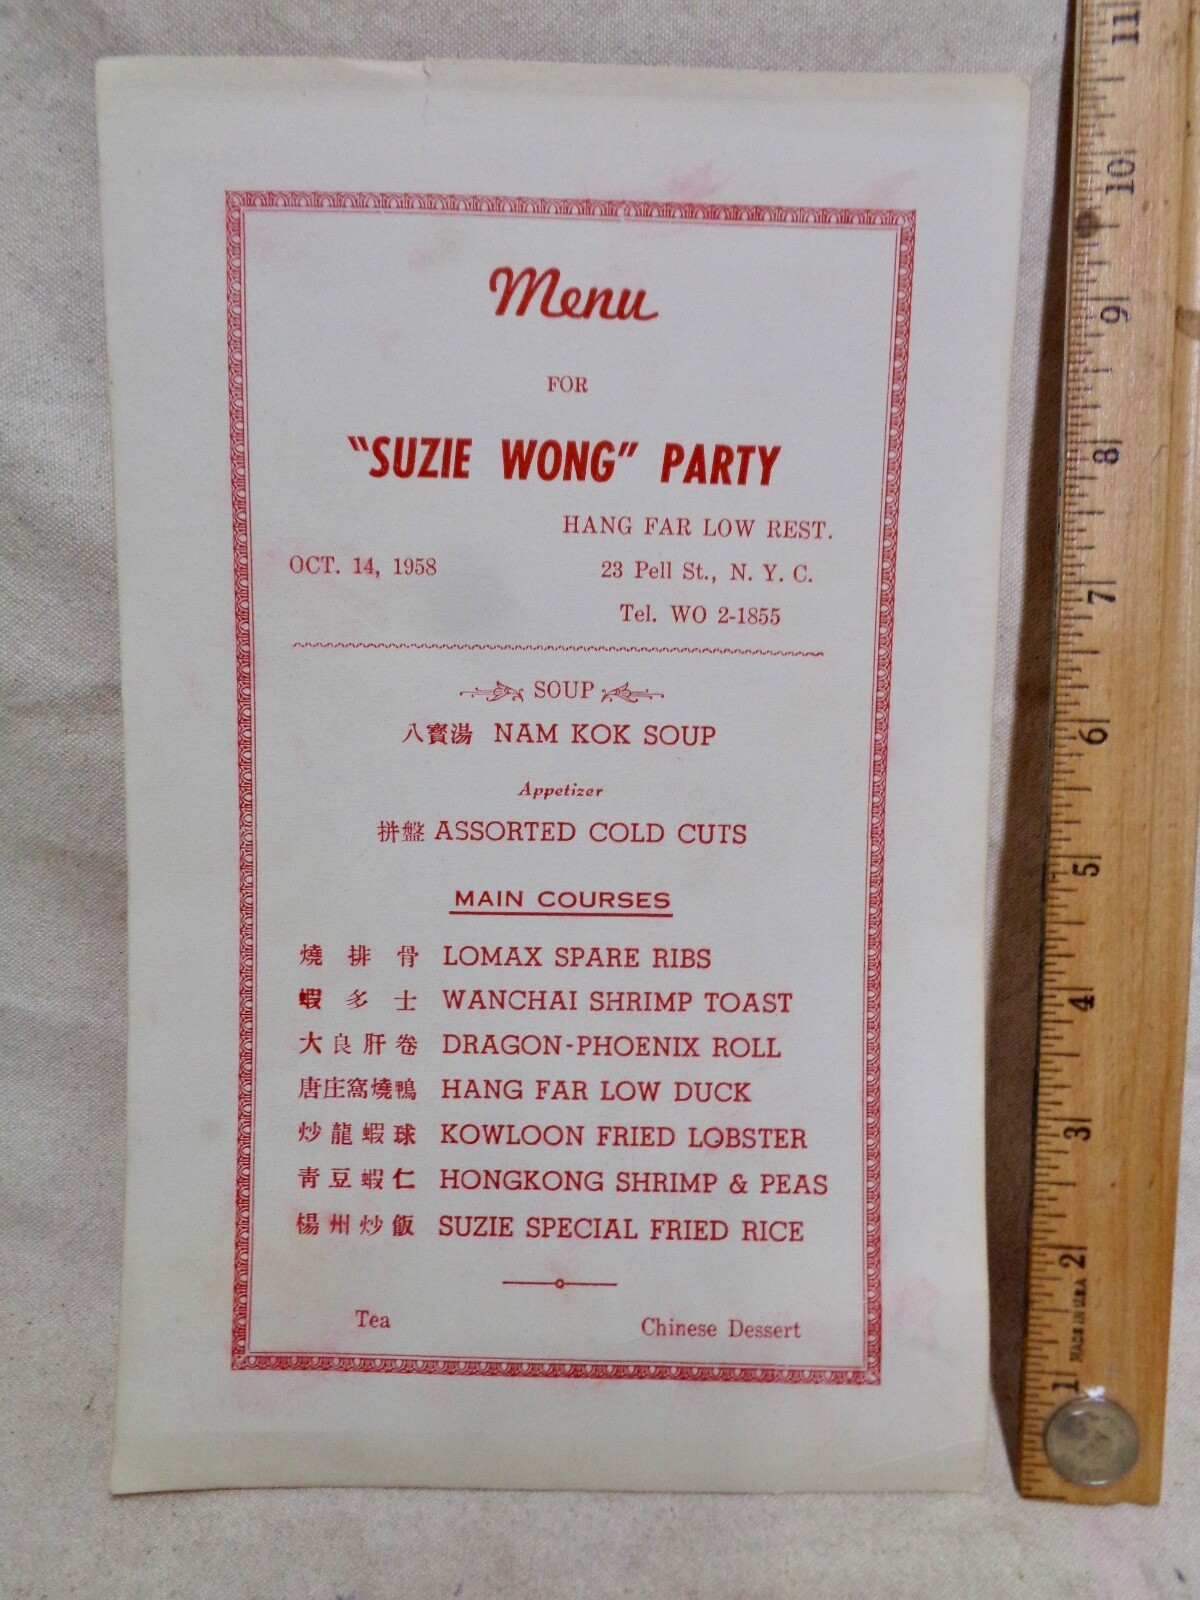 Menu
FOR
"SUZIE WONG" PARTY
HANG FAR LOW REST.
OCT. 14, 1958
23 Pell St., N. Y. C.
Tel. WO 2-1855
SOUP
八寳湯 NAM KOK SOUP
Appetizer
拼盤 ASSORTED COLD CUTS
MAIN COURSES
燒排骨 LOMAX SPARE RIBS
蝦多士 WANCHAI SHRIMP TOAST
大良肝卷 DRAGON-PHOENIX ROLL
唐庄窩燒鴨 HANG FAR LOW DUCK
炒龍蝦球 KOWLOON FRIED LOBSTER
青豆蝦仁 HONGKONG SHRIMP & PEAS
楊州炒飯 SUZIE SPECIAL FRIED RICE
Tea
Chinese Dessert
11
10
9
8
7
6
5
4
3
2
MADE IN U.S.A.
1